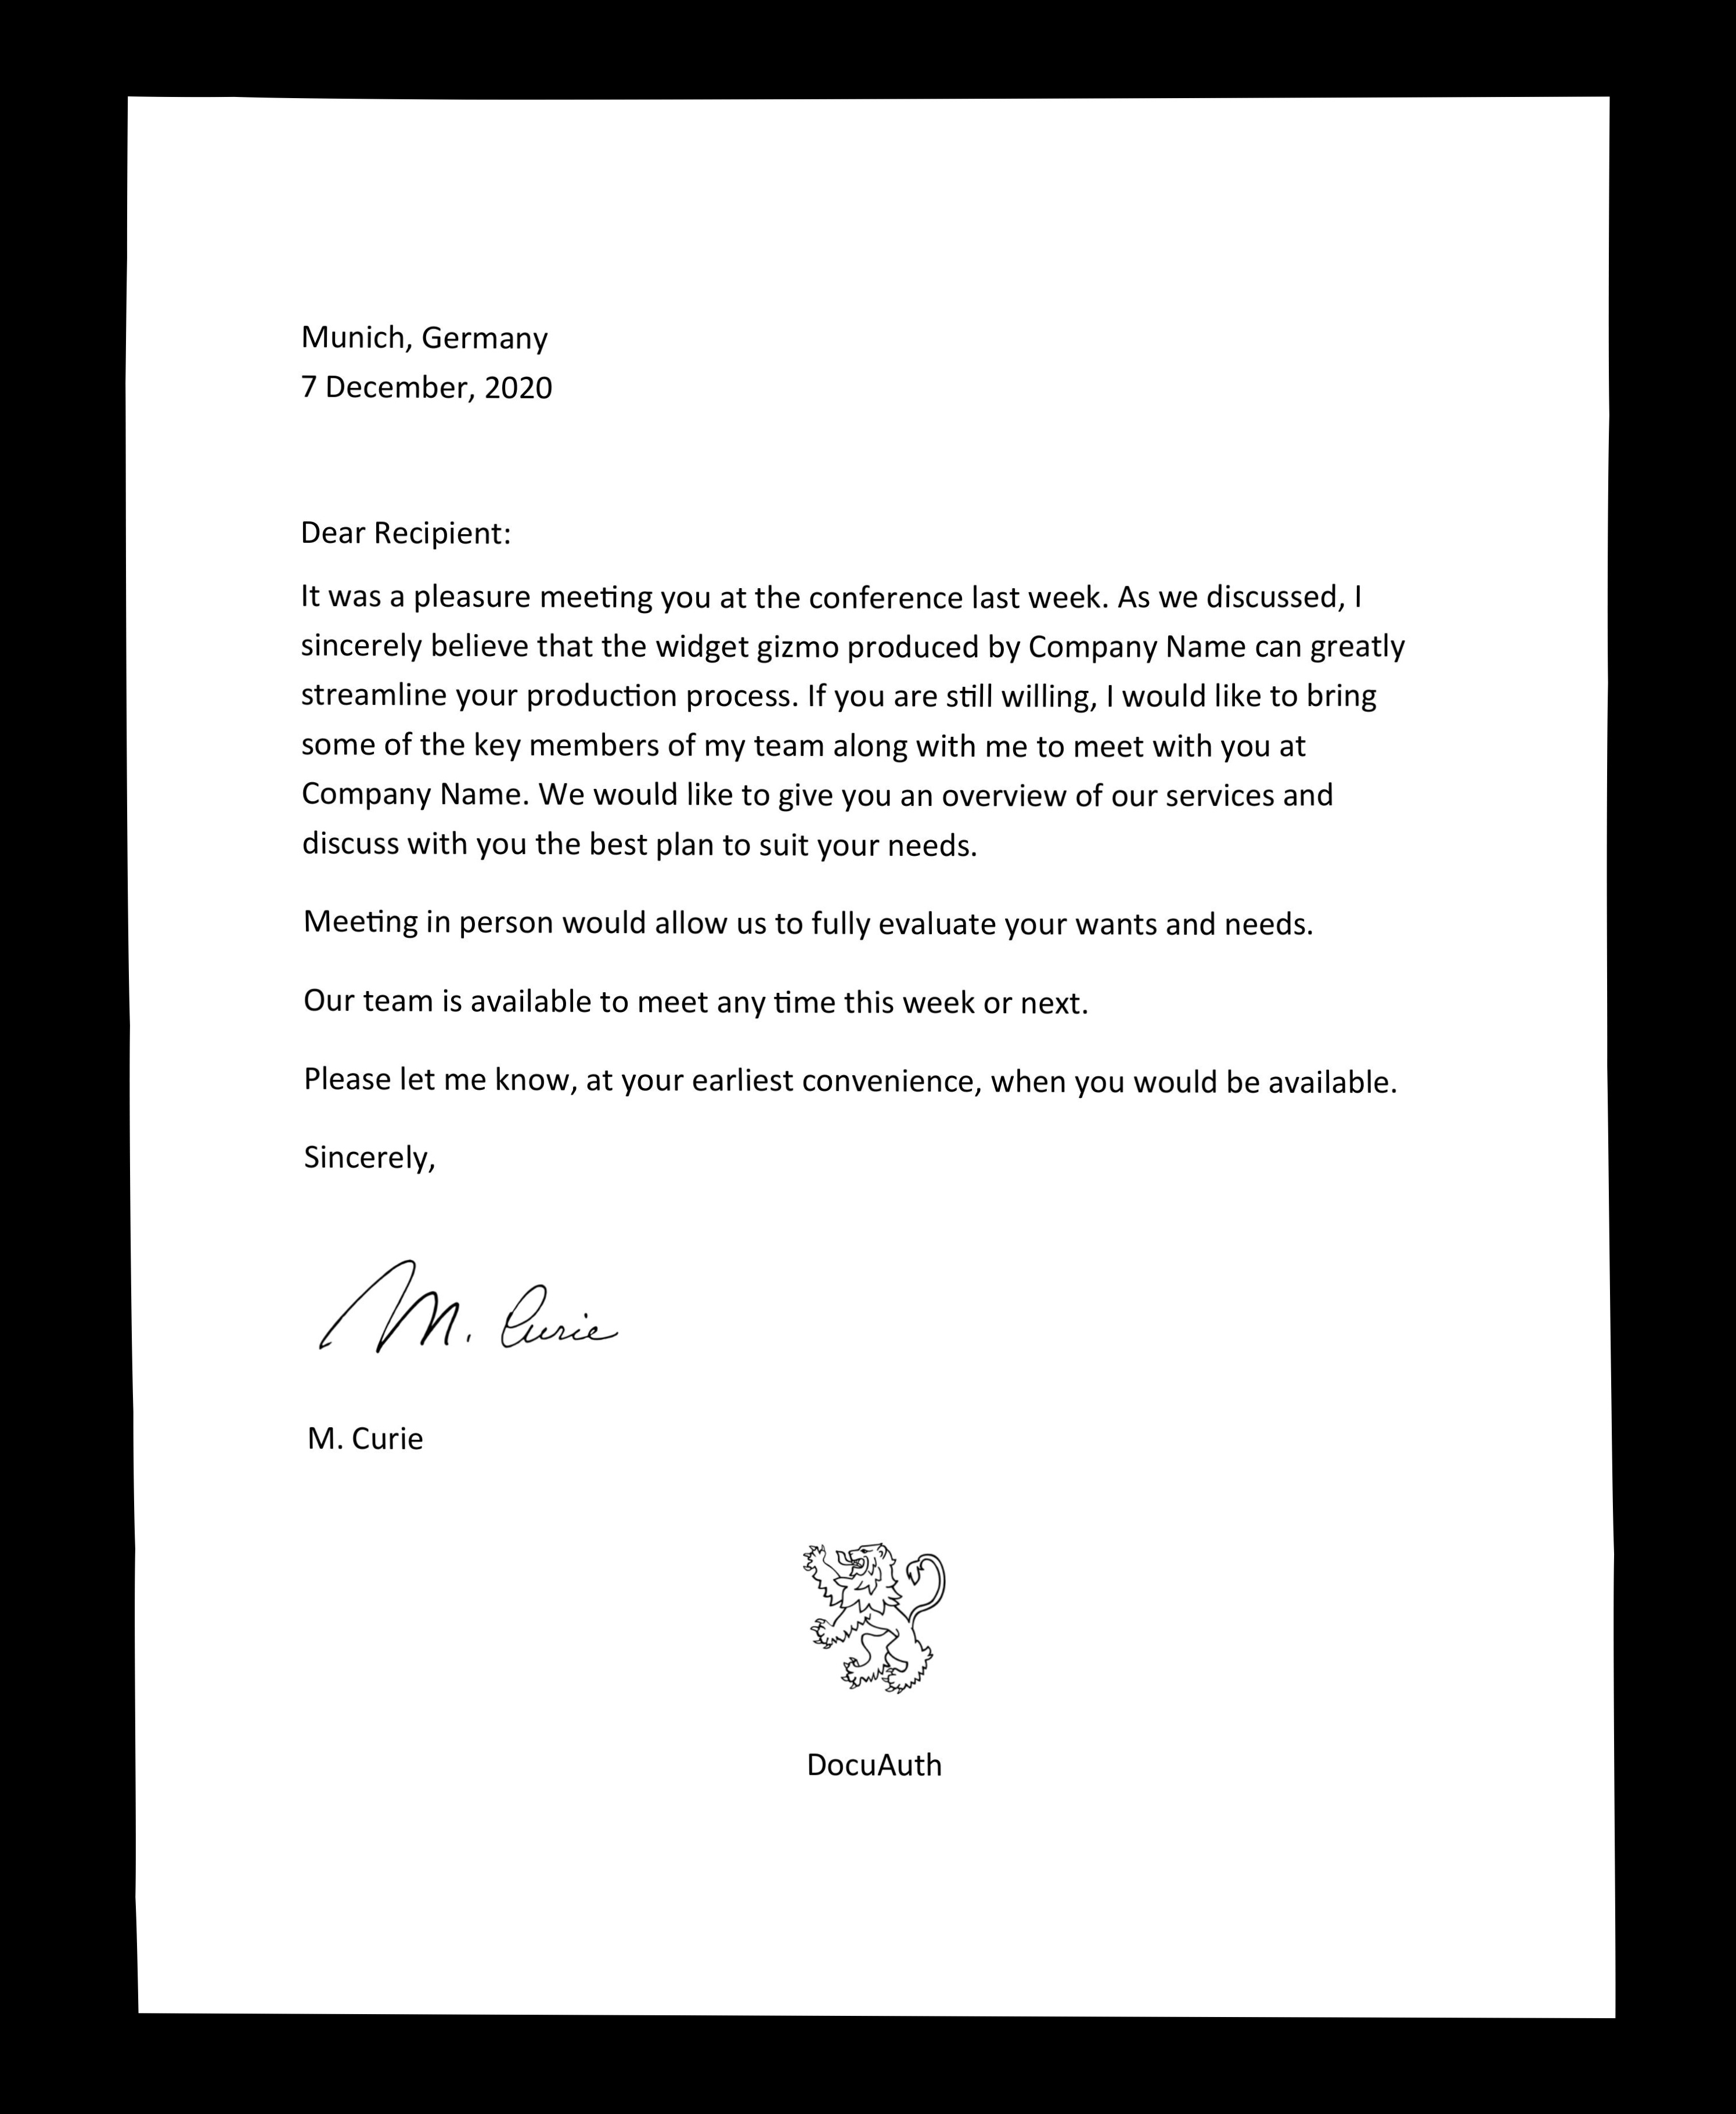 Munich, Germany
7 December, 2020
Dear Recipient:
It was a pleasure meeting you at the conference last week. As we discussed, I
sincerely believe that the widget gizmo produced by Company Name can greatly
streamline your production process. If you are still willing, I would like to bring
some of the key members of my team along with me to meet with you at
Company Name. We would like to give you an overview of our services and
discuss with you the best plan to suit your needs.
Meeting in person would allow us to fully evaluate your wants and needs.
Our team is available to meet any time this week or next.
Please let me know, at your earliest convenience, when you would be available.
Sincerely,
M. Curie
M. Curie
DocuAuth